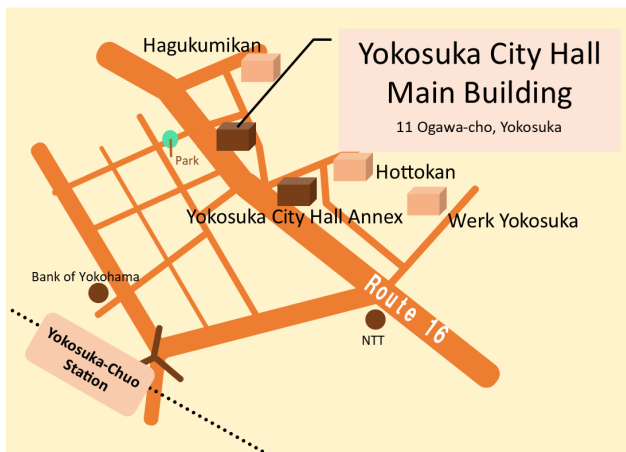 Hagukumikan
Yokosuka City Hall
Main Building
11 Ogawa-cho, Yokosuka
Park
Hottokan
Yokosuka City Hall Annex
Werk Yokosuka
Bank of Yokohama
Route 16
NTT
Yokosuka-Chuo
Station